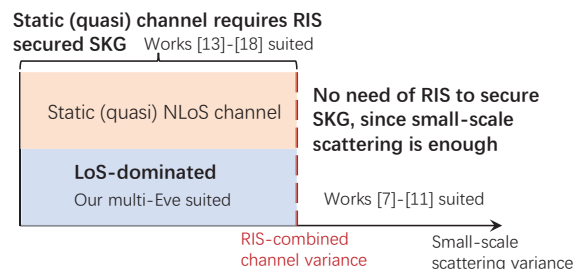 Static (quasi) channel requires RIS
secured SKG Works [13]-[18] suited
Static (quasi) NLoS channel
No need of RIS to secure
SKG, since small-scale
scattering is enough
LoS-dominated
Our multi-Eve suited
Works [7]-[11] suited
RIS-combined
channel variance
Small-scale
scattering variance